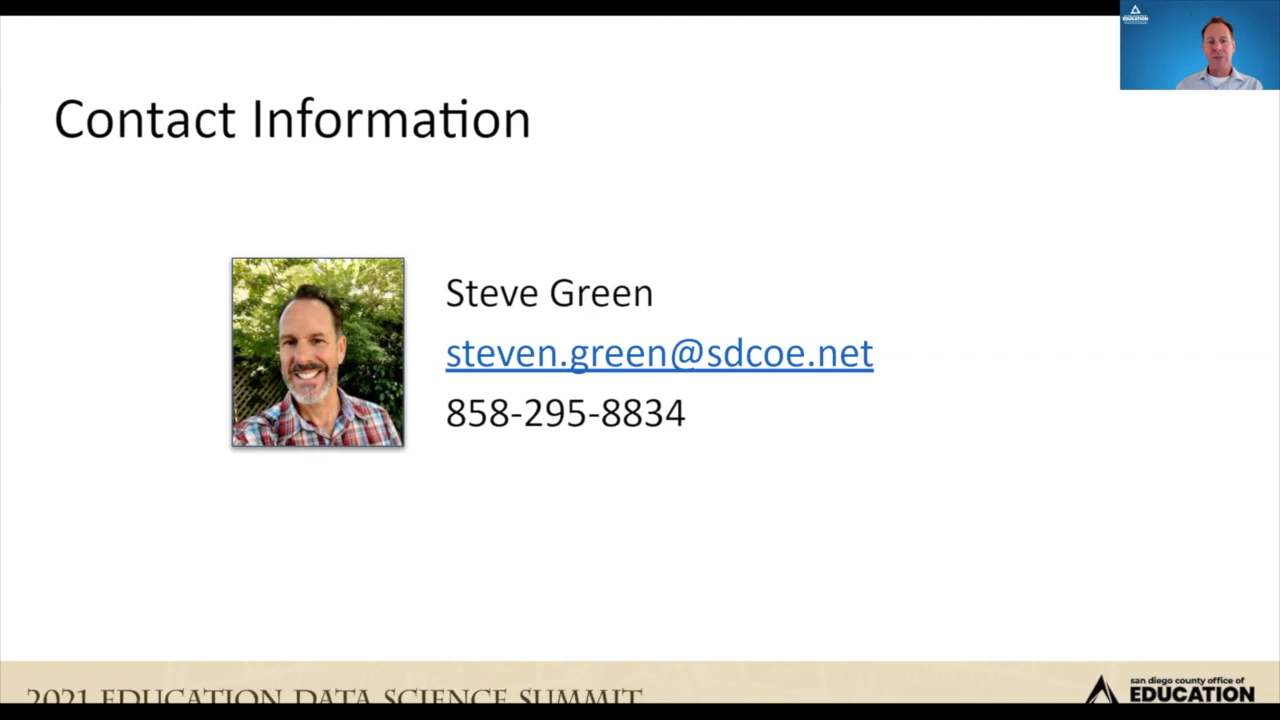 EDUCATION
Contact Information
Steve Green
steven.green@sdcoe.net
858-295-8834
2021 EDUCATION DATA SCIENCE SUMMIT
san diego county office of
EDUCATION